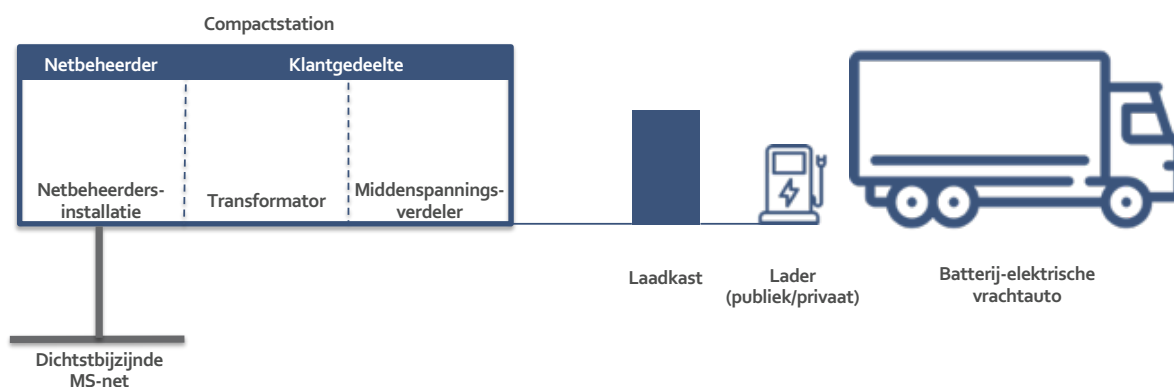 Compactstation
Netbeheerder
Klantgedeelte
Netbeheerders-
installatie
Transformator
Middenspannings-
verdeler
Laadkast
Lader
(publiek/privaat)
Batterij-elektrische
vrachtauto
Dichtstbijzijnde
MS-net